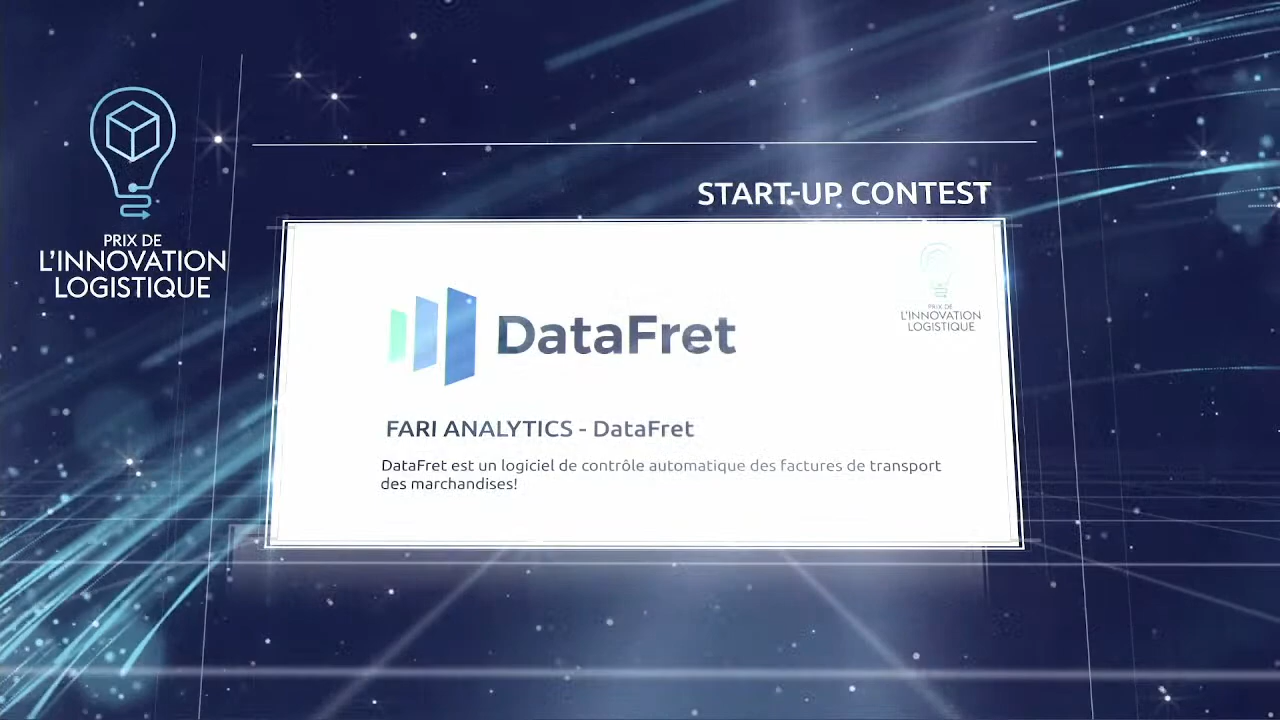 PRIX DE
L'INNOVATION
LOGISTIQUE
START-UP CONTEST
PRIX DE
L'INNOVATION
LOGISTIQUE
DataFret
FARI ANALYTICS - DataFret
DataFret est un logiciel de contrôle automatique des factures de transport
des marchandises!